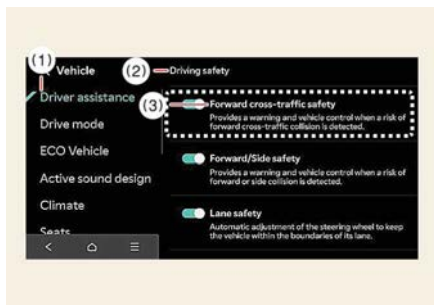 (1)
Vehicle
(2)
Driving safety
Driver assistance
(3)
Forward cross-traffic safety
Provides a warning and vehicle control when a risk of
forward cross-traffic collision is detected.
Drive mode
ECO Vehicle
Forward/Side safety
Provides a warning and vehicle control when a risk of
forward or side collision is detected.
Active sound design
Climate
Lane safety
Automatic adjustment of the steering wheel to keep
the vehicle within the boundaries of its lane.
Seats